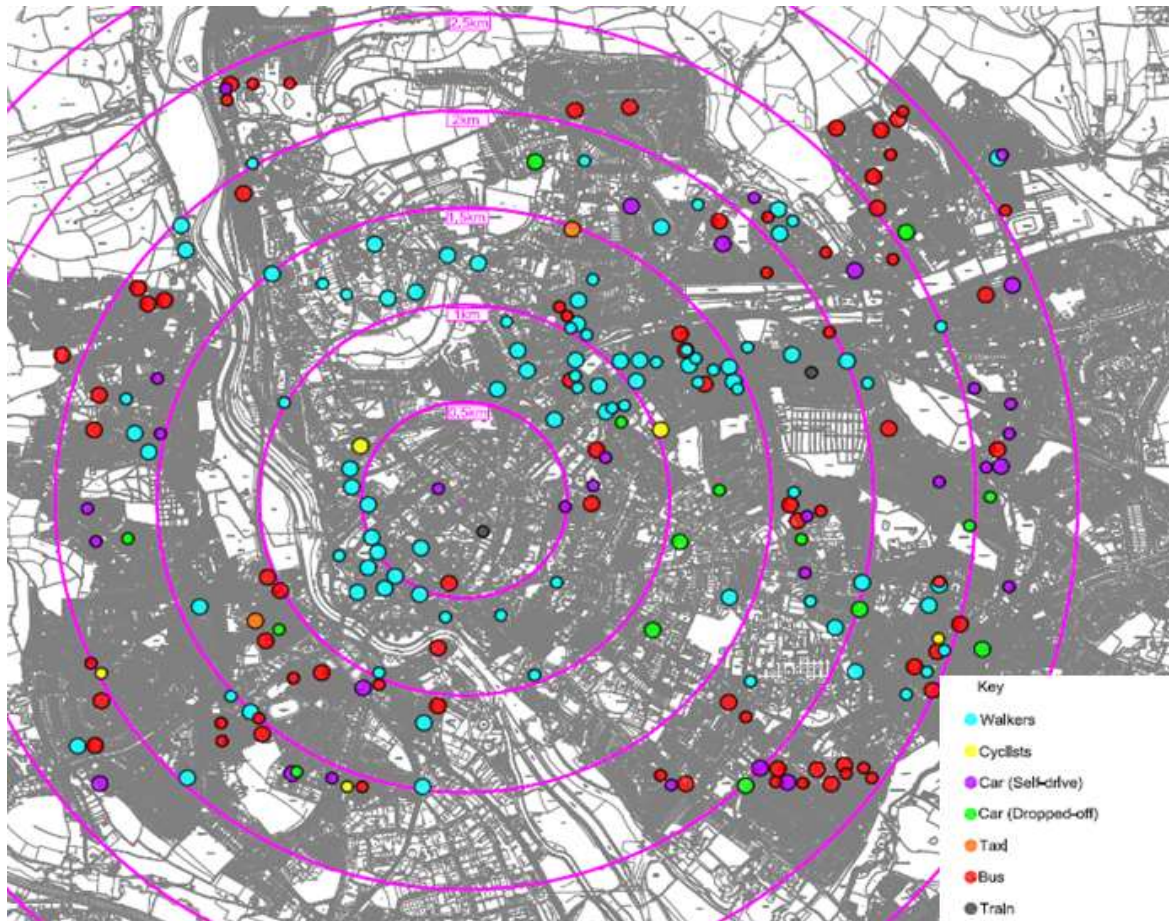 2,5km
2km
1,5km
1km
0,5km
Key
Walkers
Cyclists
Car (Self-drive)
Car (Dropped-off)
Taxi
Bus
Train